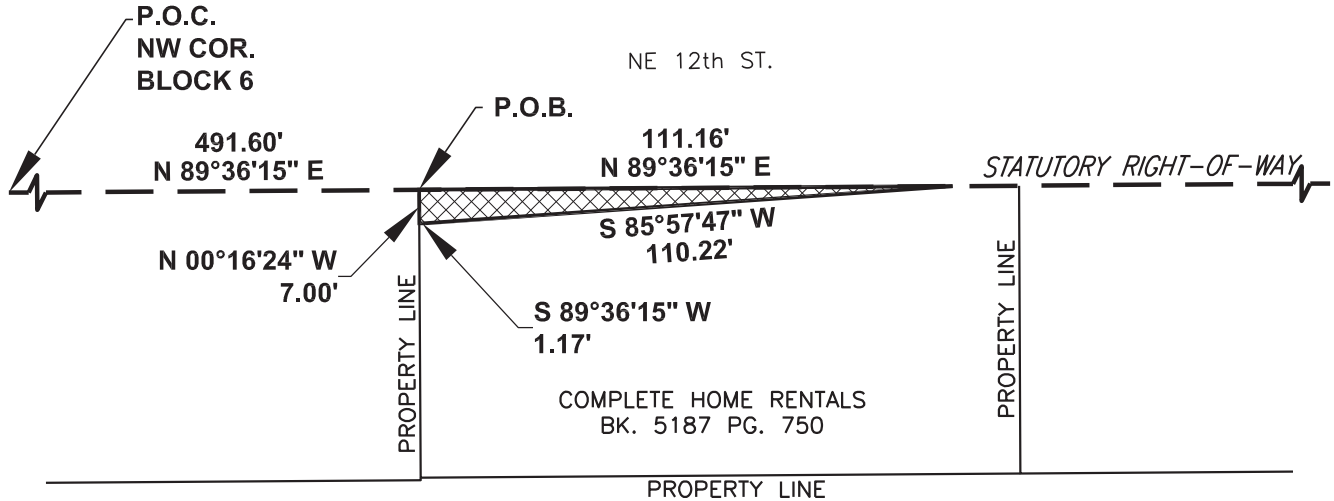 P.O.C.
NW COR.
BLOCK 6
NE 12th ST.
P.O.B.
491.60'
N 89°36'15" E
111.16'
N 89°36'15" E
STATUTORY RIGHT-OF-WAY
S 85°57'47" W
110.22'
N 00°16'24" W
7.00'
S 89°36'15" W
1.17'
PROPERTY LINE
PROPERTY LINE
COMPLETE HOME RENTALS
BK. 5187 PG. 750
PROPERTY LINE